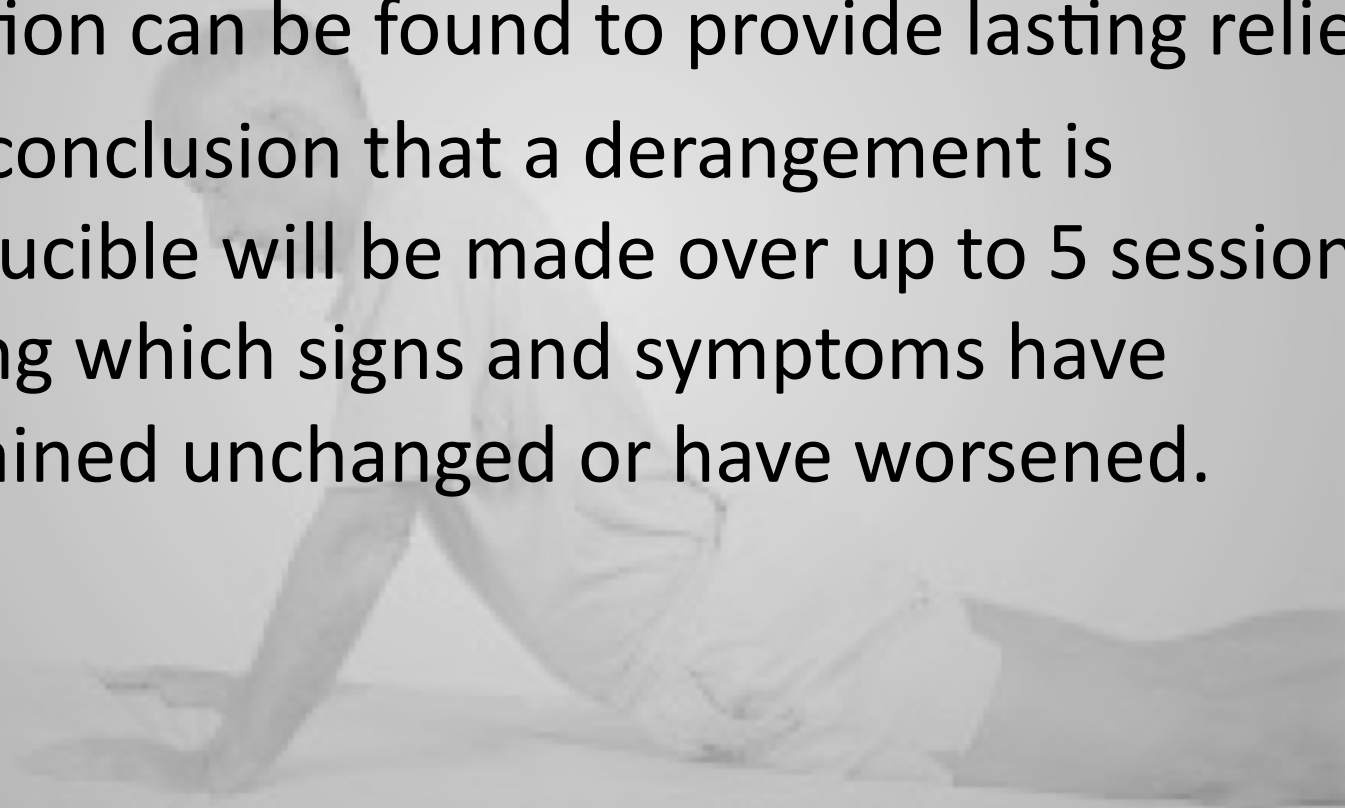 ion can be found to provide lasting relie
conclusion that a derangement is
ucible will be made over up to 5 session
ng which signs and symptoms have
ained unchanged or have worsened.